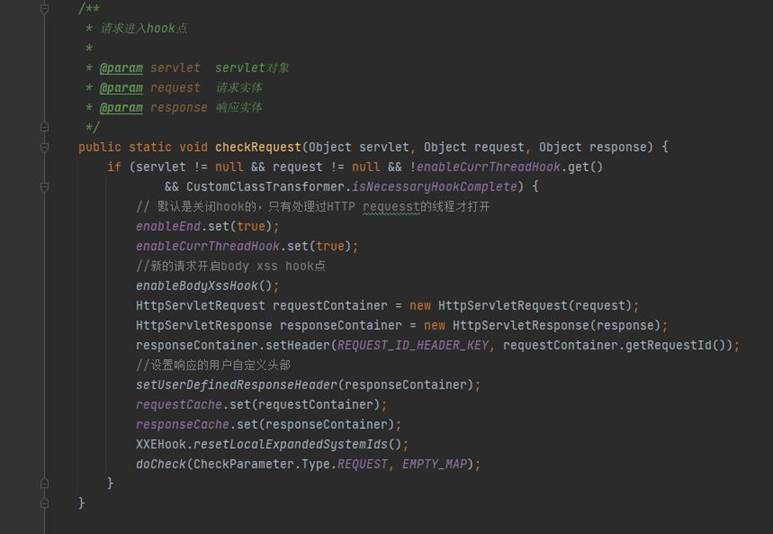 /**
 * 请求进入hook点
 *
 * @param servlet  servlet对象
 * @param request  请求实体
 * @param response 响应实体
 */
public static void checkRequest(Object servlet, Object request, Object response) {
    if (servlet != null && request != null && !enableCurrThreadHook.get()
            && CustomClassTransformer.isNecessaryHookComplete) {
        // 默认是关闭hook的，只有处理过HTTP requesst的线程才打开
        enableEnd.set(true);
        enableCurrThreadHook.set(true);
        //新的请求开启body xss hook点
        enableBodyXssHook();
        HttpServletRequest requestContainer = new HttpServletRequest(request);
        HttpServletResponse responseContainer = new HttpServletResponse(response);
        responseContainer.setHeader(REQUEST_ID_HEADER_KEY, requestContainer.getRequestId());
        //设置响应的用户自定义头部
        setUserDefinedResponseHeader(responseContainer);
        requestCache.set(requestContainer);
        responseCache.set(responseContainer);
        XXEHook.resetLocalExpandedSystemIds();
        doCheck(CheckParameter.Type.REQUEST, EMPTY_MAP);
    }
}